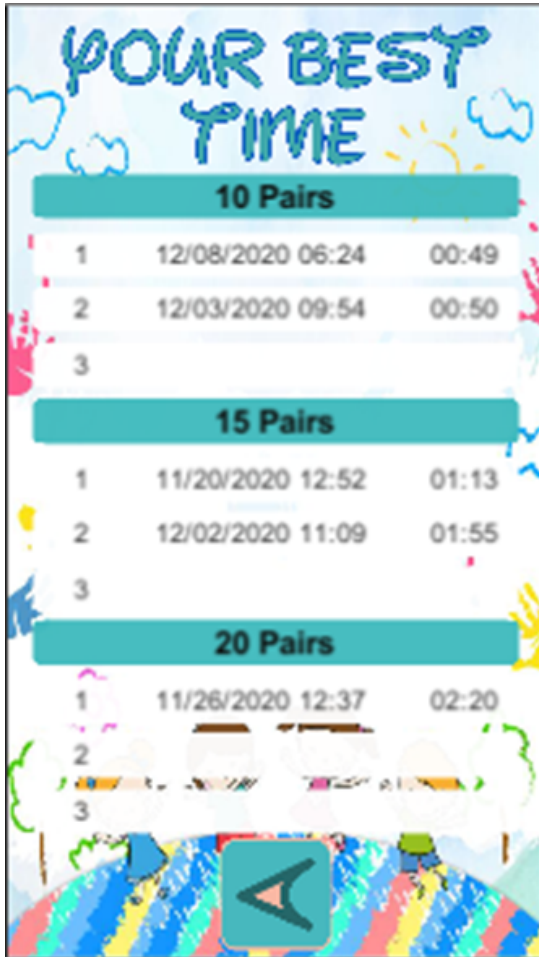 YOUR BEST
TIME
10 Pairs
1 12/08/2020 06:24 00:49
2 12/03/2020 09:54 00:50
3
15 Pairs
1 11/20/2020 12:52 01:13
2 12/02/2020 11:09 01:55
3
20 Pairs
1 11/26/2020 12:37 02:20
2
3